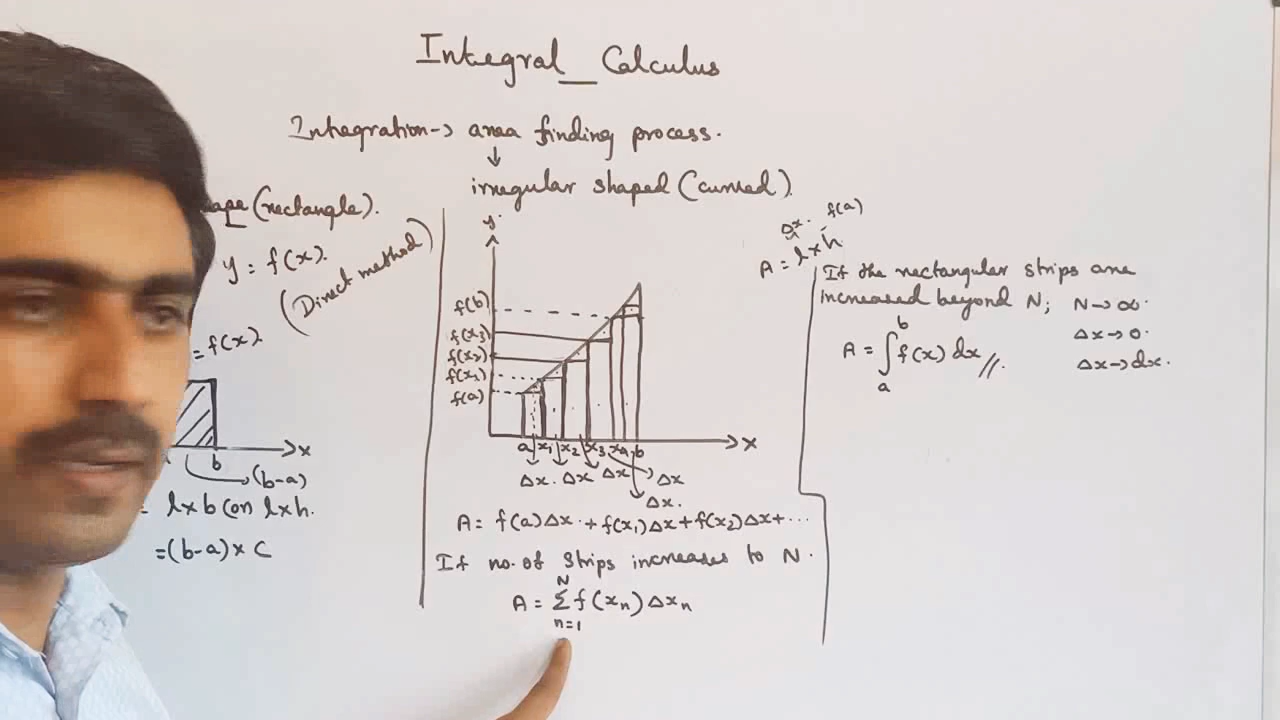 Integral_Calculus
Integration→ area finding process.
↓
irregular shaped (curved).
(rectangle).
y = f(x).
(Direct method)
= f(x).
b
x
(b-a)
= l×b (or) l×h.
=(b-a)×C
y
f(b)
f(x3)
f(x2)
f(x1)
f(a)
a x1 x2 x3 x4 b
x
Δx. Δx Δx Δx
Δx.
A = f(a)Δx + f(x1)Δx + f(x2)Δx + ...
If no. of strips increases to N.
A = Σ f(xn) Δxn
N
n=1
Δx. f(a)
A = l×h
If the rectangular strips are
increased beyond N; N→∞.
Δx→0.
A = ∫ f(x) dx //.
b
a
Δx→dx.